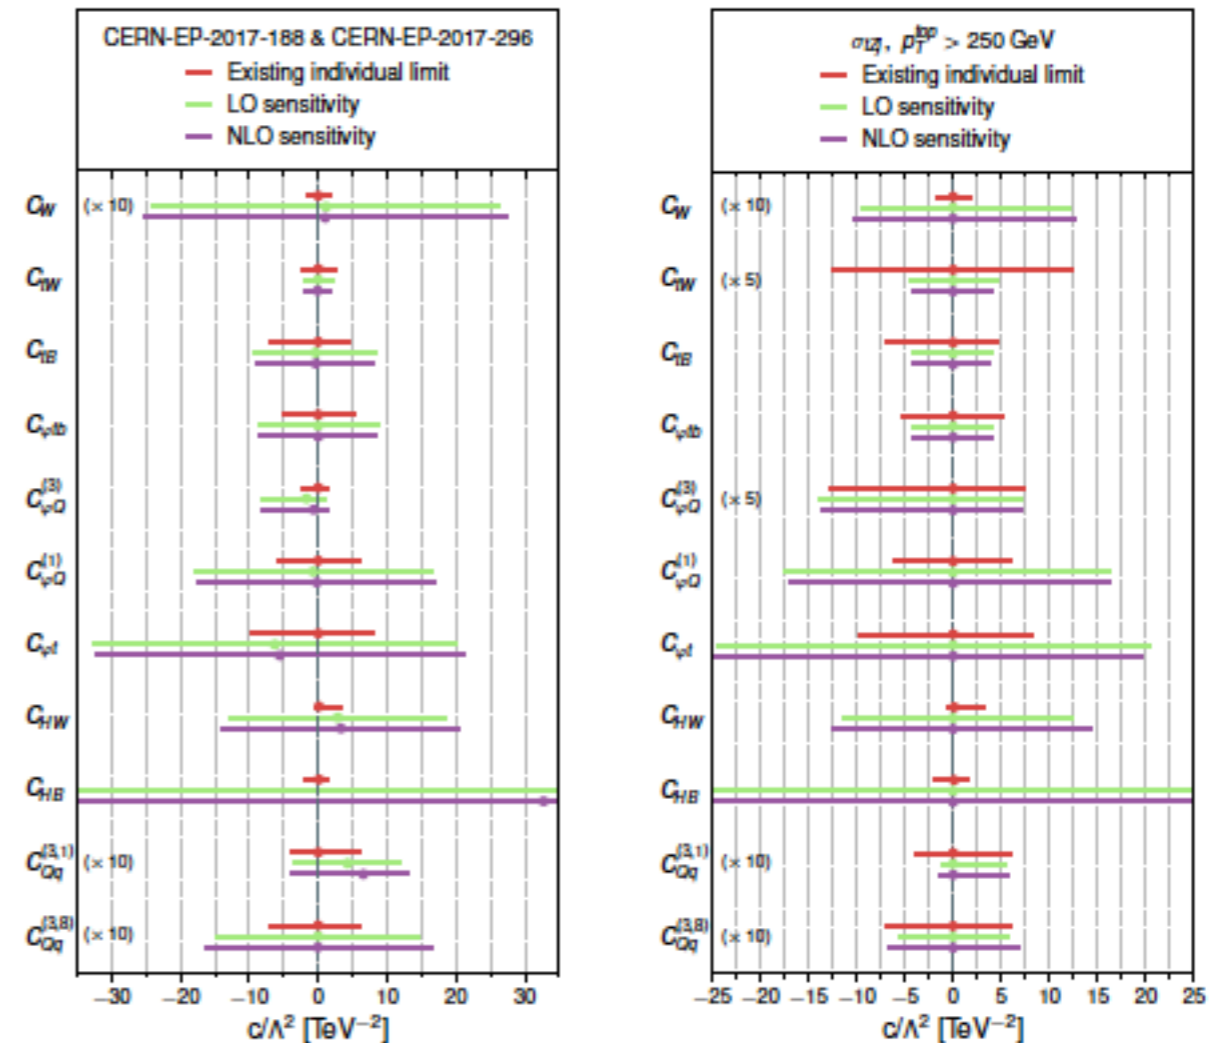 CERN-EP-2017-188 & CERN-EP-2017-296
Existing individual limit
LO sensitivity
NLO sensitivity
C_W (× 10)
C_tW
C_tB
C_φtb
C_φQ^(3)
C_φQ^(1)
C_φt
C_HW
C_HB
C_Qq^(3,1) (× 10)
C_Qq^(3,8) (× 10)
−30 −20 −10 0 10 20 30
c/Λ² [TeV⁻²]
σ_tZj, p_T^top > 250 GeV
Existing individual limit
LO sensitivity
NLO sensitivity
C_W (× 10)
C_tW (× 5)
C_tB
C_φtb
C_φQ^(3) (× 5)
C_φQ^(1)
C_φt
C_HW
C_HB
C_Qq^(3,1) (× 10)
C_Qq^(3,8) (× 10)
−25 −20 −15 −10 −5 0 5 10 15 20 25
c/Λ² [TeV⁻²]